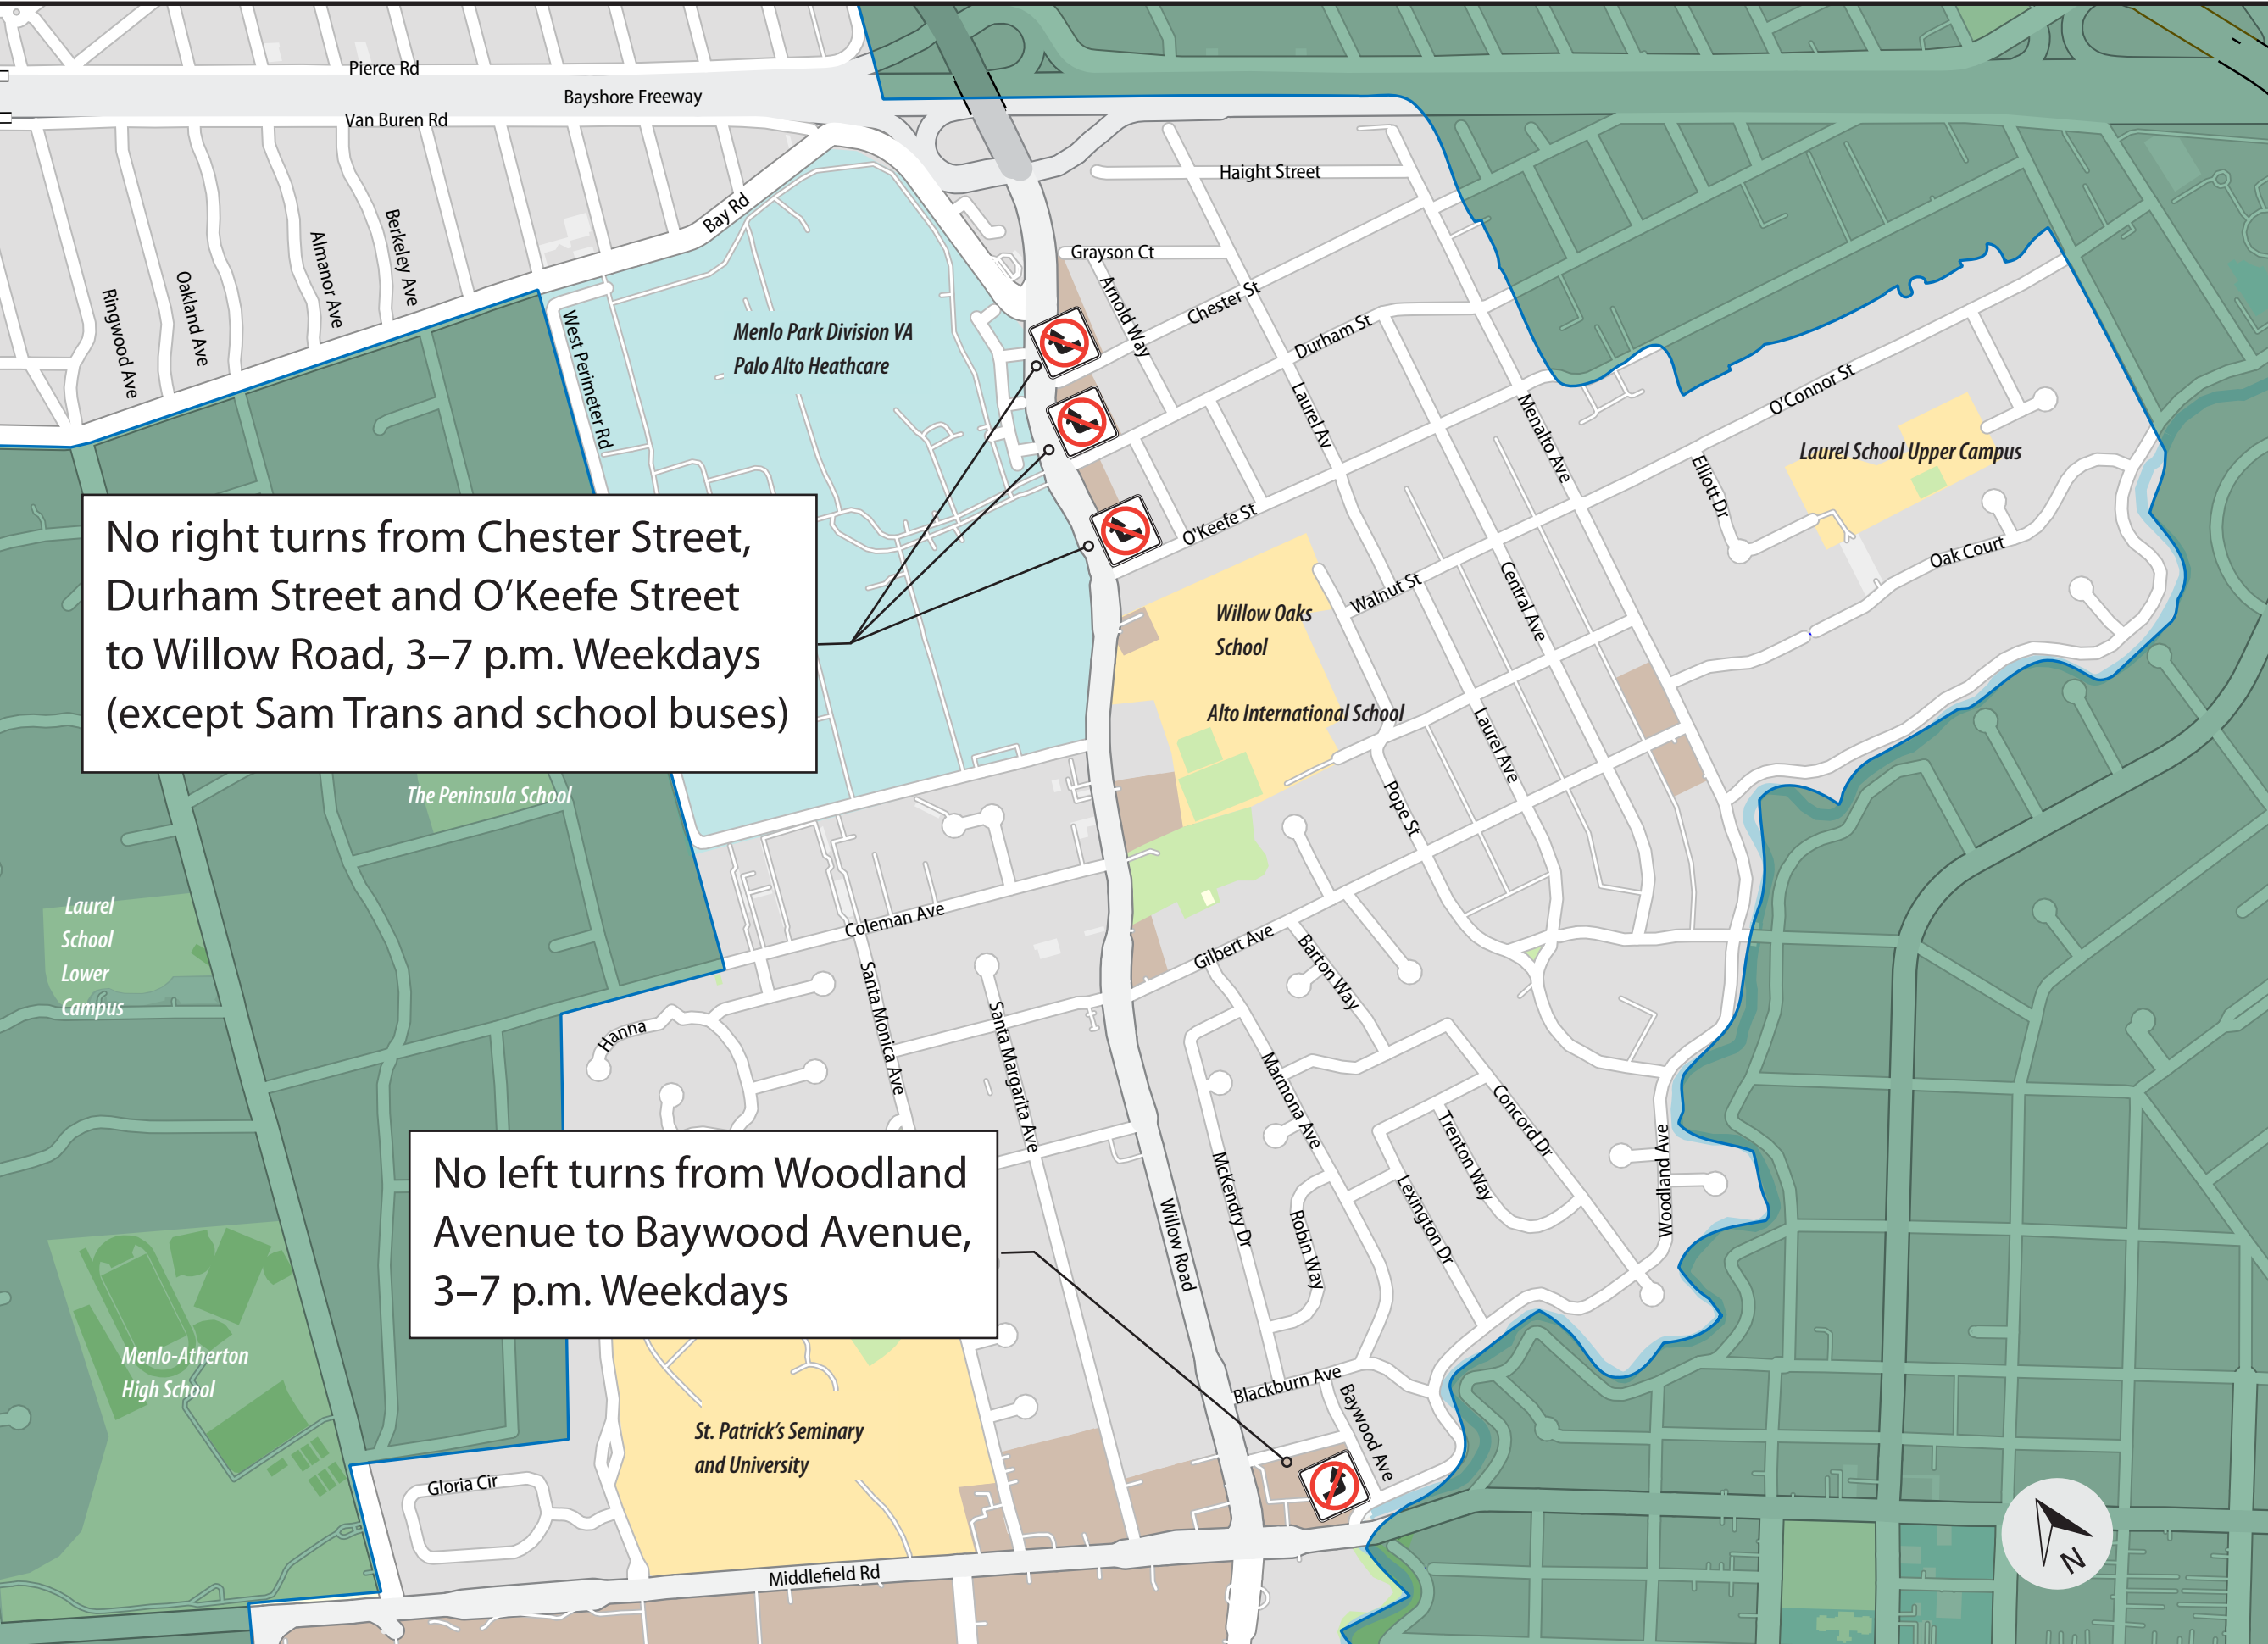 Pierce Rd
Bayshore Freeway
Van Buren Rd
Haight Street
Bay Rd
Grayson Ct
Berkeley Ave
Almanor Ave
Oakland Ave
Ringwood Ave
Arnold Way
Chester St
Durham St
West Perimeter Rd
Menlo Park Division VA
Palo Alto Heathcare
Laurel Av
Menalto Ave
O'Connor St
Laurel School Upper Campus
Elliott Dr
Oak Court
O'Keefe St
No right turns from Chester Street,
Durham Street and O'Keefe Street
to Willow Road, 3–7 p.m. Weekdays
(except Sam Trans and school buses)
Walnut St
Central Ave
Willow Oaks
School
Alto International School
Laurel Ave
Pope St
The Peninsula School
Laurel
School
Lower
Campus
Coleman Ave
Gilbert Ave
Barton Way
Santa Monica Ave
Santa Margarita Ave
Hanna
Marmona Ave
Concord Dr
Trenton Way
Woodland Ave
McKendry Dr
Lexington Dr
Robin Way
Willow Road
No left turns from Woodland
Avenue to Baywood Avenue,
3–7 p.m. Weekdays
Menlo-Atherton
High School
Blackburn Ave
Baywood Ave
St. Patrick's Seminary
and University
Gloria Cir
Middlefield Rd
N